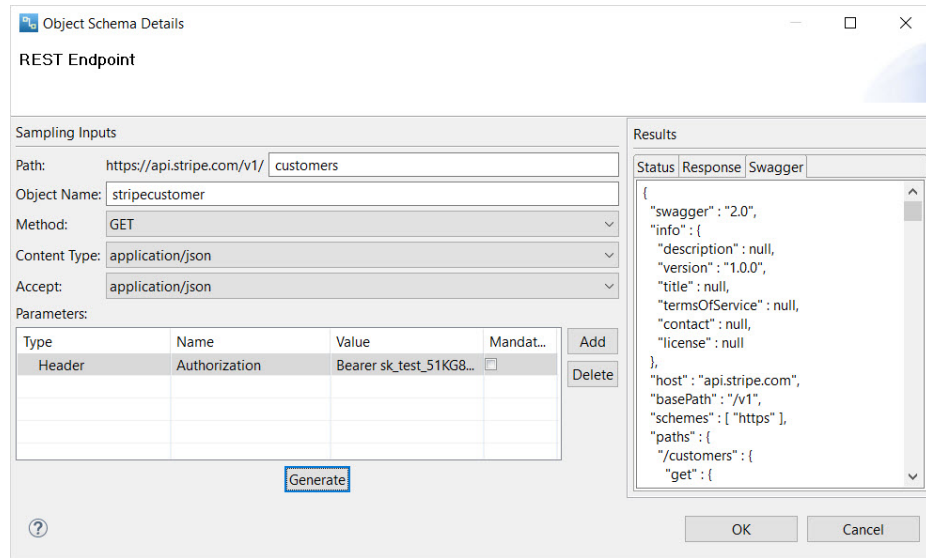 Object Schema Details
REST Endpoint
Sampling Inputs
Path: https://api.stripe.com/v1/ customers
Object Name: stripecustomer
Method: GET
Content Type: application/json
Accept: application/json
Parameters:
Type Name Value Mandat...
Header Authorization Bearer sk_test_51KG8...
Add
Delete
Generate
Results
Status Response Swagger
{
"swagger" : "2.0",
"info" : {
"description" : null,
"version" : "1.0.0",
"title" : null,
"termsOfService" : null,
"contact" : null,
"license" : null
},
"host" : "api.stripe.com",
"basePath" : "/v1",
"schemes" : [ "https" ],
"paths" : {
"/customers" : {
"get" : {
?
OK Cancel